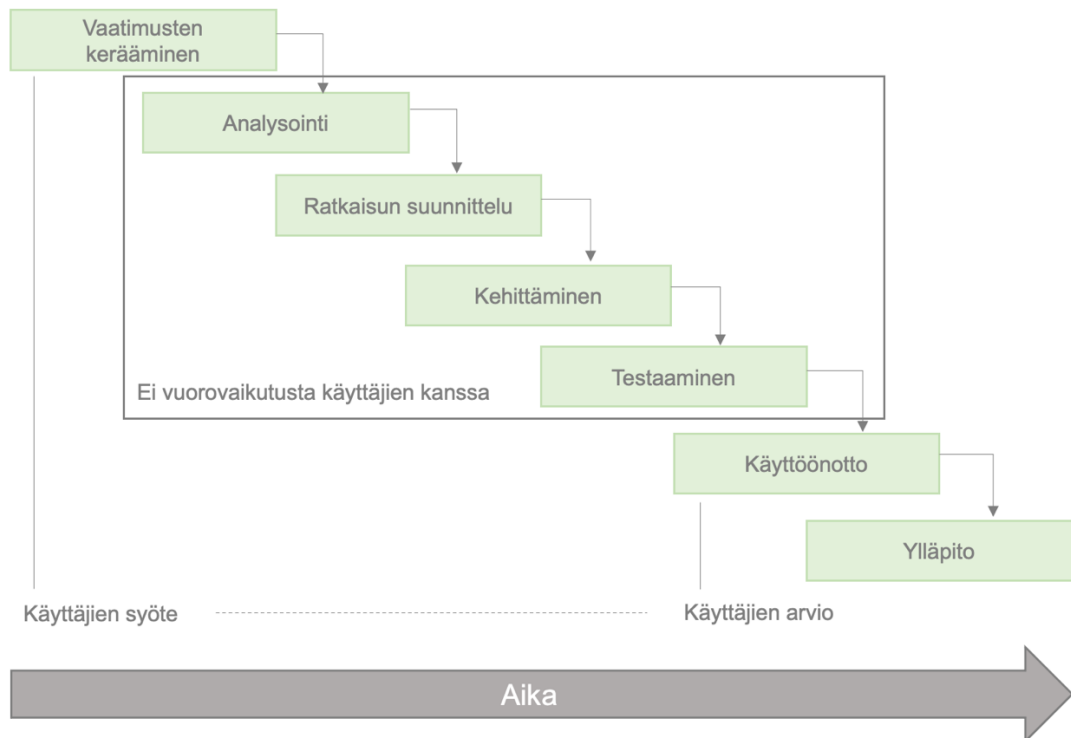 Vaatimusten
kerääminen
Analysointi
Ratkaisun suunnittelu
Kehittäminen
Testaaminen
Ei vuorovaikutusta käyttäjien kanssa
Käyttöönotto
Ylläpito
Käyttäjien syöte
Käyttäjien arvio
Aika